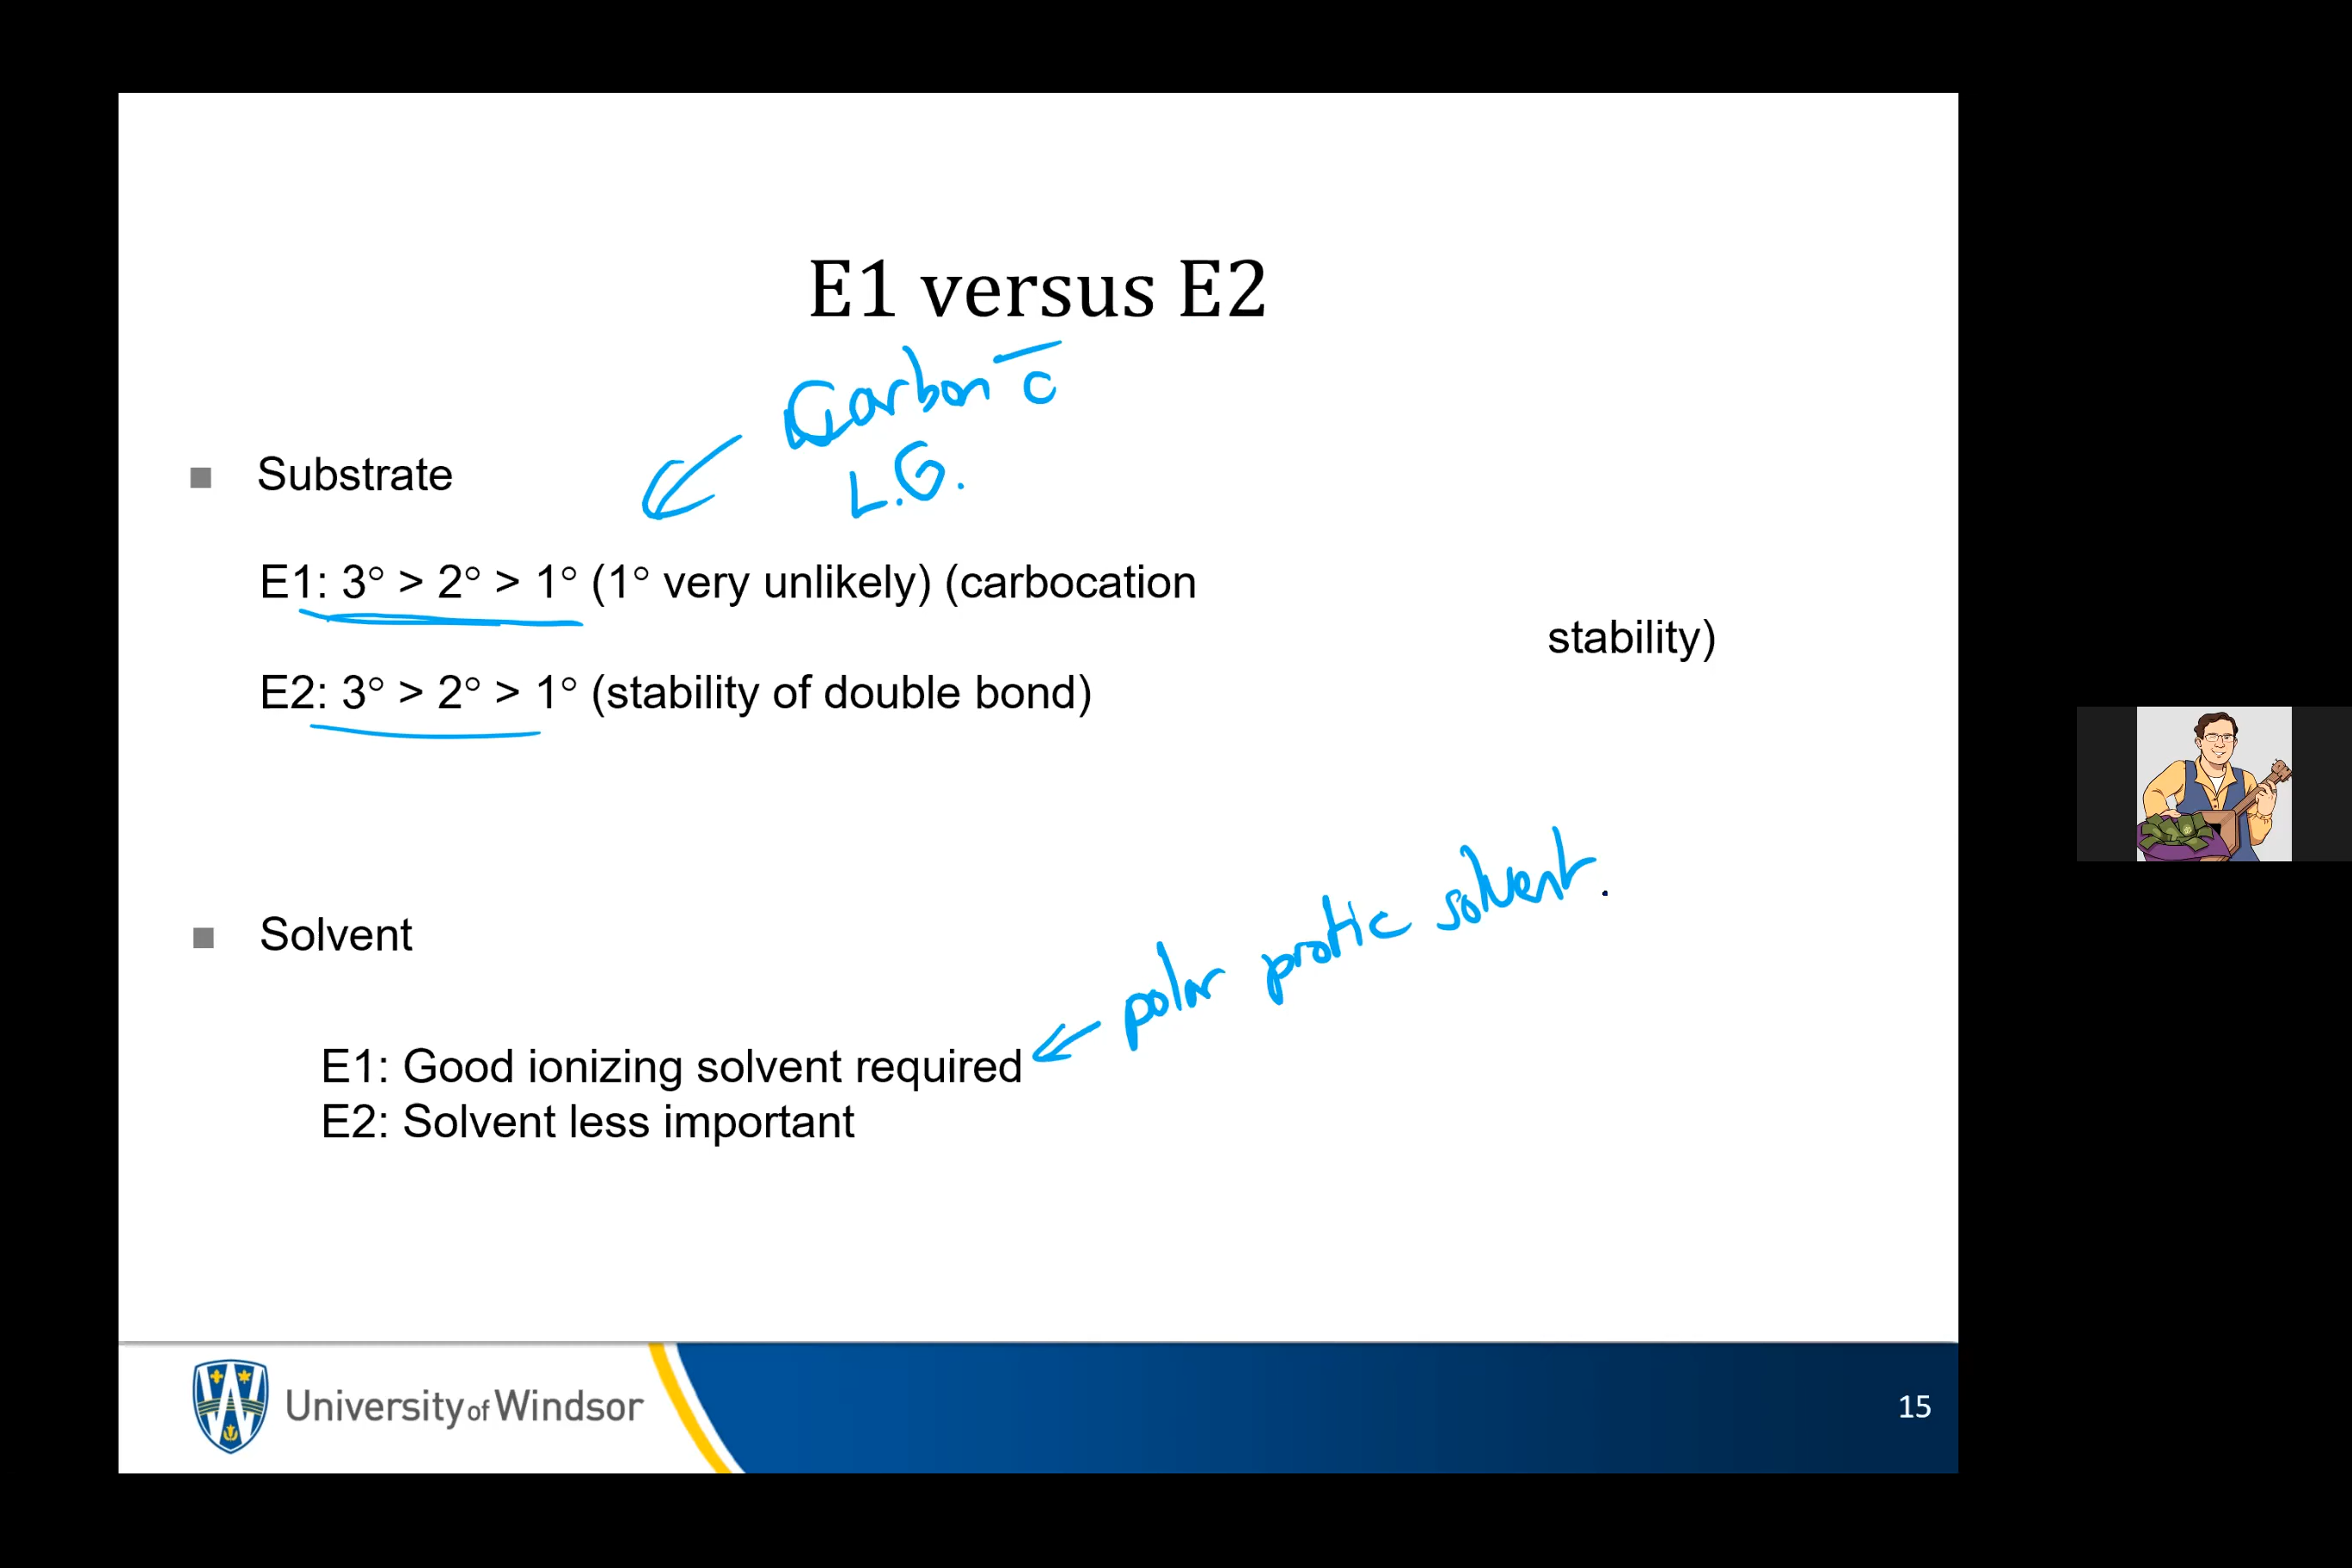 E1 versus E2
Carbon c̅
L.G.
■ Substrate
E1: 3° > 2° > 1° (1° very unlikely) (carbocation
stability)
E2: 3° > 2° > 1° (stability of double bond)
polar protic solvent.
■ Solvent
E1: Good ionizing solvent required
E2: Solvent less important
University of Windsor
15